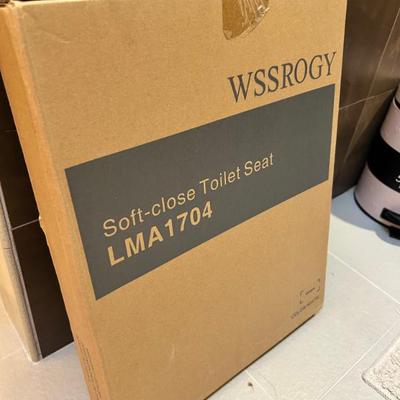 WSSROGY
Soft-close Toilet Seat
LMA1704